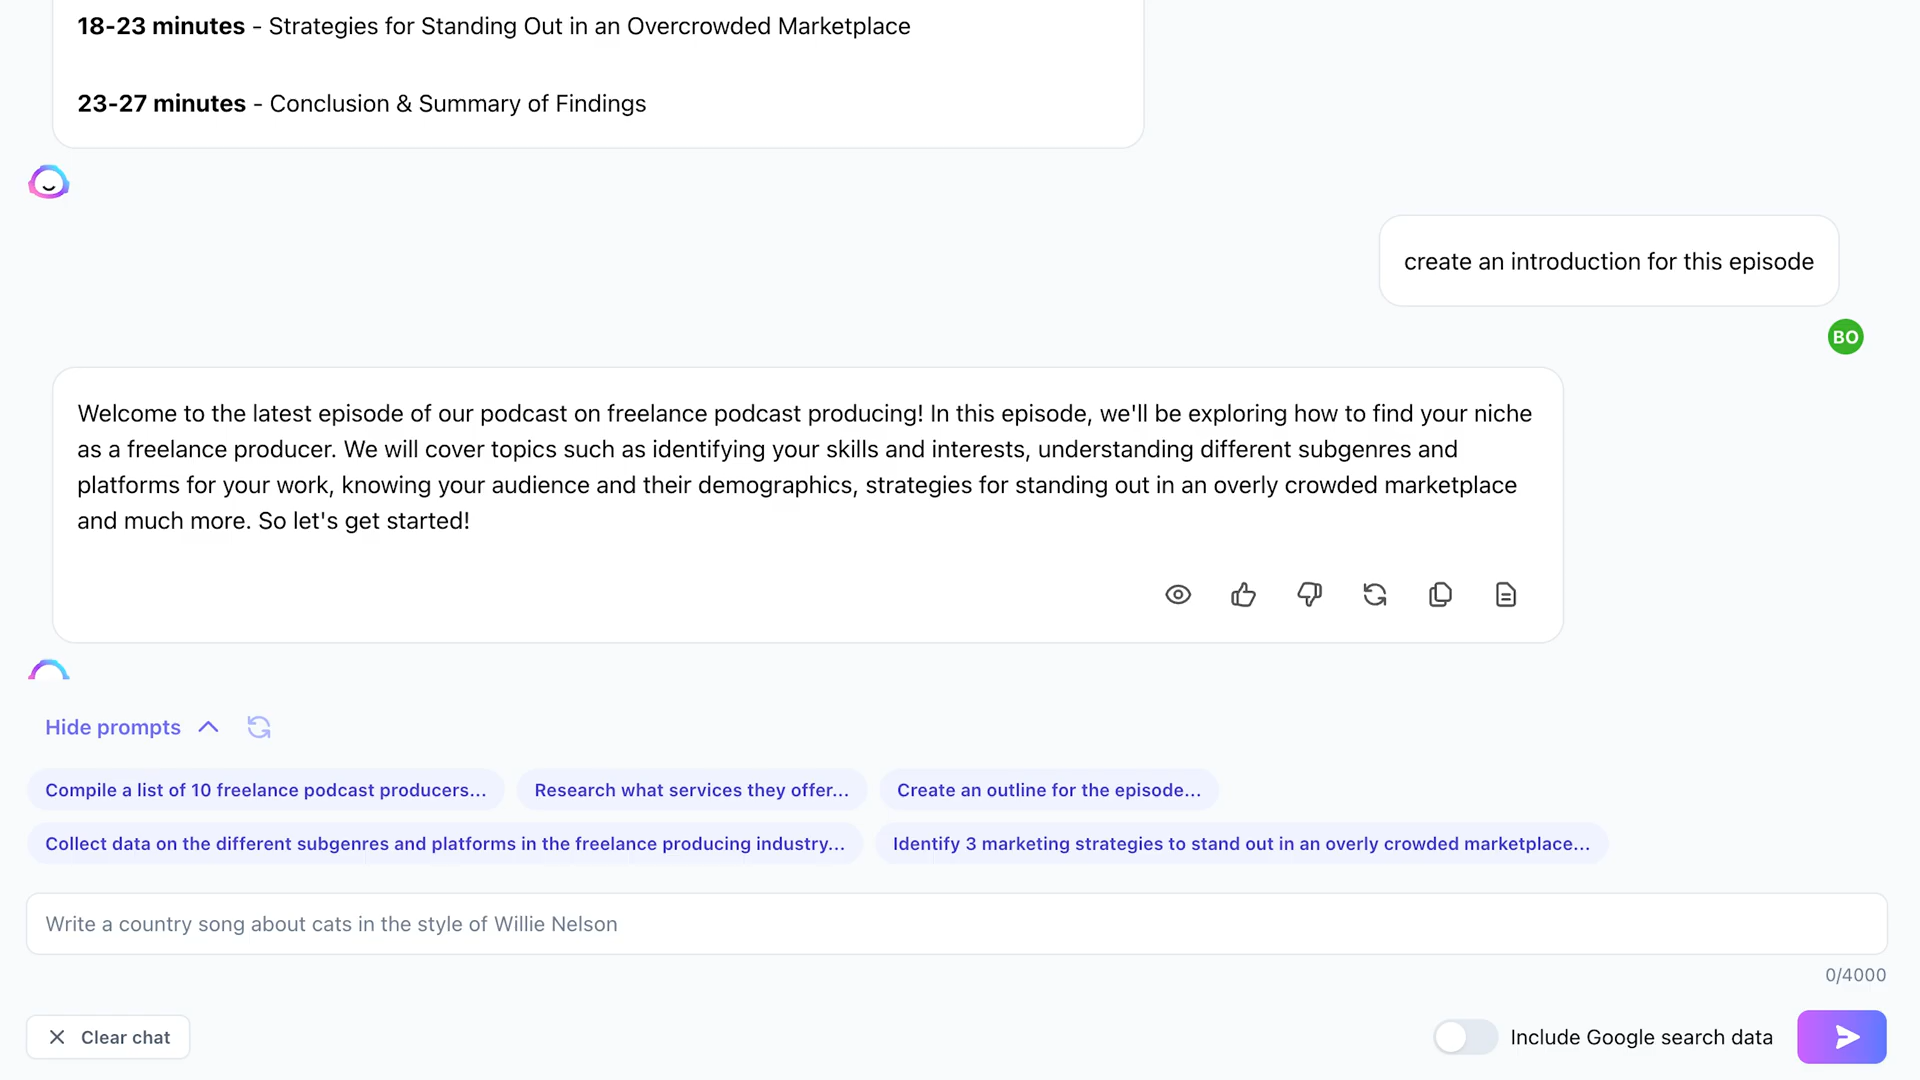 18-23 minutes - Strategies for Standing Out in an Overcrowded Marketplace
23-27 minutes - Conclusion & Summary of Findings
create an introduction for this episode
BO
Welcome to the latest episode of our podcast on freelance podcast producing! In this episode, we'll be exploring how to find your niche
as a freelance producer. We will cover topics such as identifying your skills and interests, understanding different subgenres and
platforms for your work, knowing your audience and their demographics, strategies for standing out in an overly crowded marketplace
and much more. So let's get started!
Hide prompts
Compile a list of 10 freelance podcast producers...
Research what services they offer...
Create an outline for the episode...
Collect data on the different subgenres and platforms in the freelance producing industry...
Identify 3 marketing strategies to stand out in an overly crowded marketplace...
Write a country song about cats in the style of Willie Nelson
0/4000
Clear chat
Include Google search data